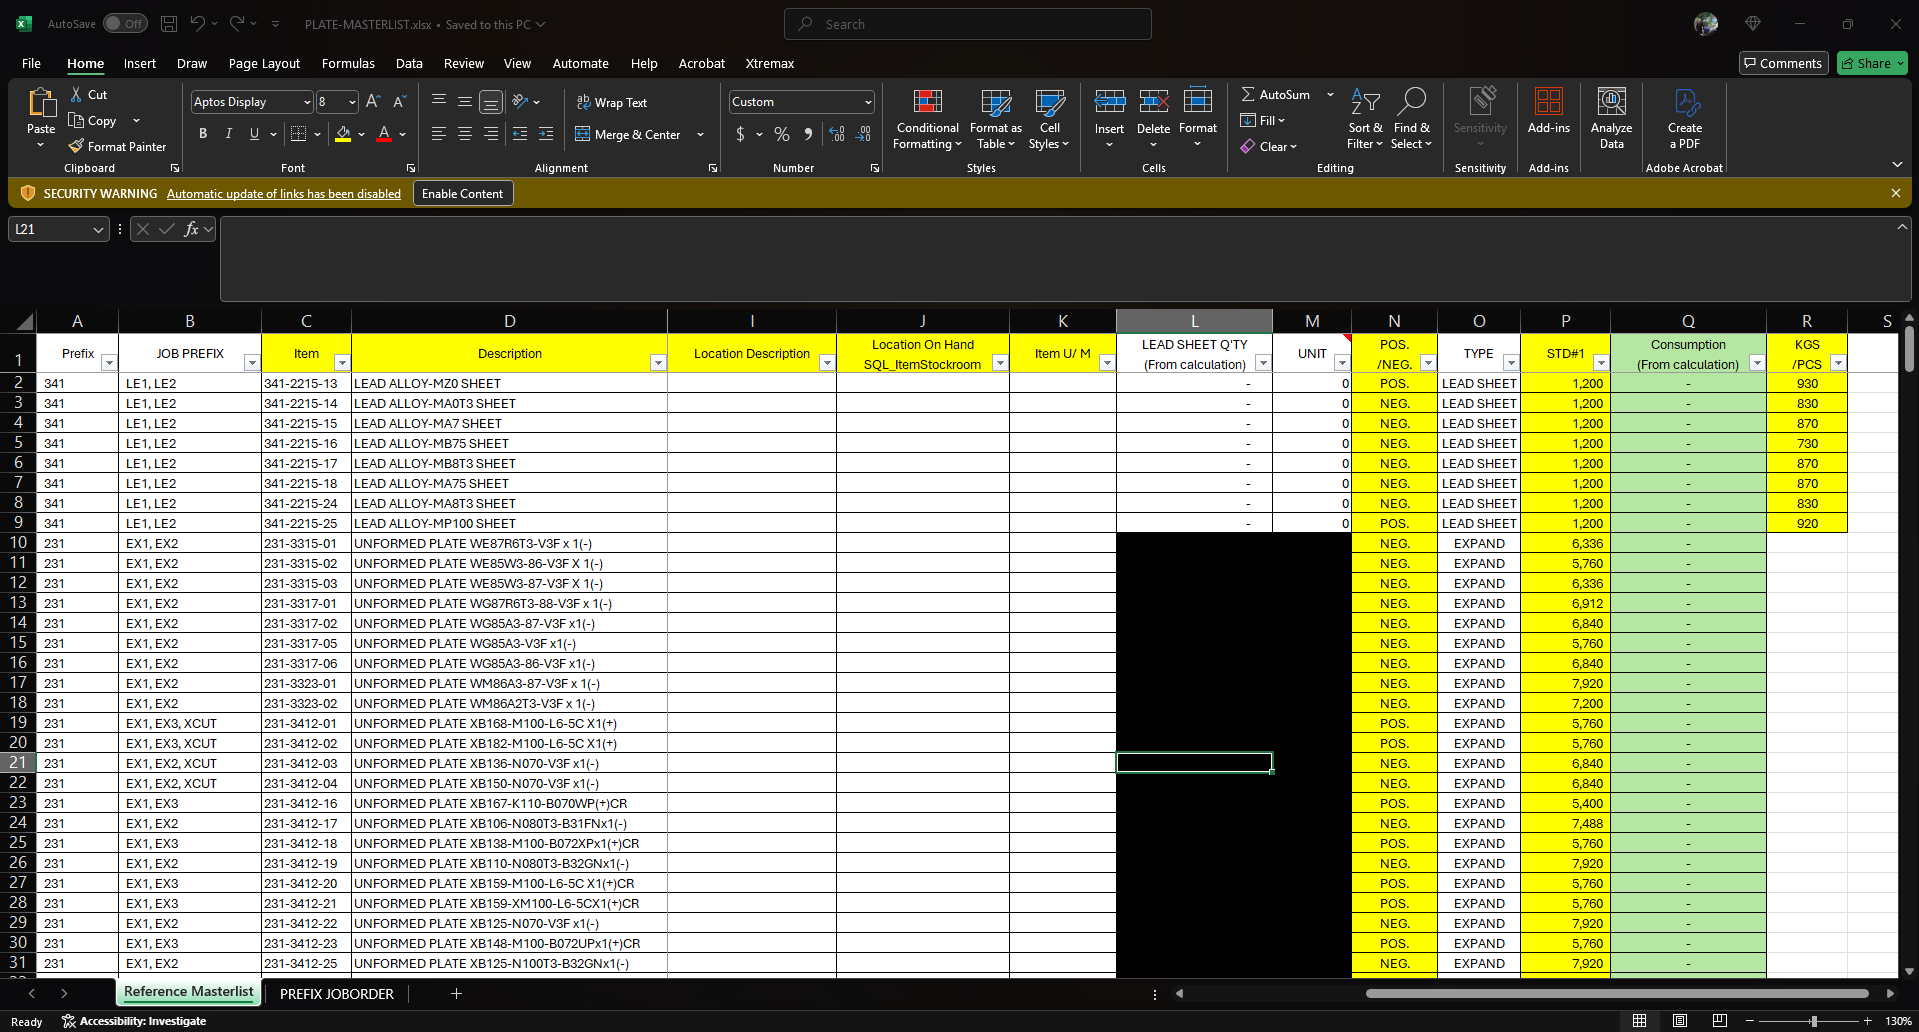 AutoSave Off PLATE-MASTERLIST.xlsx • Saved to this PC Search
File Home Insert Draw Page Layout Formulas Data Review View Automate Help Acrobat Xtremax Comments Share
Paste Cut Copy Format Painter Clipboard
Aptos Display 8 A A B I U A Font
Wrap Text Merge & Center Alignment
Custom $ % Number
Conditional Formatting Format as Table Cell Styles Styles
Insert Delete Format Cells
AutoSum Fill Clear Sort & Filter Find & Select Editing
Sensitivity Sensitivity
Add-ins Add-ins
Analyze Data
Create a PDF Adobe Acrobat
SECURITY WARNING Automatic update of links has been disabled Enable Content
L21 fx
A B C D I J K L M N O P Q R S
1 Prefix JOB PREFIX Item Description Location Description Location On Hand SQL_ItemStockroom Item U/ M LEAD SHEET Q'TY (From calculation) UNIT POS. /NEG. TYPE STD#1 Consumption (From calculation) KGS /PCS
2 341 LE1, LE2 341-2215-13 LEAD ALLOY-MZ0 SHEET - 0 POS. LEAD SHEET 1,200 - 930
3 341 LE1, LE2 341-2215-14 LEAD ALLOY-MA0T3 SHEET - 0 NEG. LEAD SHEET 1,200 - 830
4 341 LE1, LE2 341-2215-15 LEAD ALLOY-MA7 SHEET - 0 NEG. LEAD SHEET 1,200 - 870
5 341 LE1, LE2 341-2215-16 LEAD ALLOY-MB75 SHEET - 0 NEG. LEAD SHEET 1,200 - 730
6 341 LE1, LE2 341-2215-17 LEAD ALLOY-MB8T3 SHEET - 0 NEG. LEAD SHEET 1,200 - 870
7 341 LE1, LE2 341-2215-18 LEAD ALLOY-MA75 SHEET - 0 NEG. LEAD SHEET 1,200 - 870
8 341 LE1, LE2 341-2215-24 LEAD ALLOY-MA8T3 SHEET - 0 NEG. LEAD SHEET 1,200 - 830
9 341 LE1, LE2 341-2215-25 LEAD ALLOY-MP100 SHEET - 0 POS. LEAD SHEET 1,200 - 920
10 231 EX1, EX2 231-3315-01 UNFORMED PLATE WE87R6T3-V3F x 1(-) NEG. EXPAND 6,336 -
11 231 EX1, EX2 231-3315-02 UNFORMED PLATE WE85W3-86-V3F X 1(-) NEG. EXPAND 5,760 -
12 231 EX1, EX2 231-3315-03 UNFORMED PLATE WE85W3-87-V3F X 1(-) NEG. EXPAND 6,336 -
13 231 EX1, EX2 231-3317-01 UNFORMED PLATE WG87R6T3-88-V3F x 1(-) NEG. EXPAND 6,912 -
14 231 EX1, EX2 231-3317-02 UNFORMED PLATE WG85A3-87-V3F x1(-) NEG. EXPAND 6,840 -
15 231 EX1, EX2 231-3317-05 UNFORMED PLATE WG85A3-V3F x1(-) NEG. EXPAND 5,760 -
16 231 EX1, EX2 231-3317-06 UNFORMED PLATE WG85A3-86-V3F x1(-) NEG. EXPAND 6,840 -
17 231 EX1, EX2 231-3323-01 UNFORMED PLATE WM86A3-87-V3F x 1(-) NEG. EXPAND 7,920 -
18 231 EX1, EX2 231-3323-02 UNFORMED PLATE WM86A2T3-V3F x 1(-) NEG. EXPAND 7,200 -
19 231 EX1, EX3, XCUT 231-3412-01 UNFORMED PLATE XB168-M100-L6-5C X1(+) POS. EXPAND 5,760 -
20 231 EX1, EX3, XCUT 231-3412-02 UNFORMED PLATE XB182-M100-L6-5C X1(+) POS. EXPAND 5,760 -
21 231 EX1, EX2, XCUT 231-3412-03 UNFORMED PLATE XB136-N070-V3F x1(-) NEG. EXPAND 6,840 -
22 231 EX1, EX2, XCUT 231-3412-04 UNFORMED PLATE XB150-N070-V3F x1(-) NEG. EXPAND 6,840 -
23 231 EX1, EX3 231-3412-16 UNFORMED PLATE XB167-K110-B070WP(+)CR POS. EXPAND 5,400 -
24 231 EX1, EX2 231-3412-17 UNFORMED PLATE XB106-N080T3-B31FNx1(-) NEG. EXPAND 7,488 -
25 231 EX1, EX3 231-3412-18 UNFORMED PLATE XB138-M100-B072XPx1(+)CR POS. EXPAND 5,760 -
26 231 EX1, EX2 231-3412-19 UNFORMED PLATE XB110-N080T3-B32GNx1(-) NEG. EXPAND 7,920 -
27 231 EX1, EX3 231-3412-20 UNFORMED PLATE XB159-M100-L6-5C X1(+)CR POS. EXPAND 5,760 -
28 231 EX1, EX3 231-3412-21 UNFORMED PLATE XB159-XM100-L6-5CX1(+)CR POS. EXPAND 5,760 -
29 231 EX1, EX2 231-3412-22 UNFORMED PLATE XB125-N070-V3F x1(-) NEG. EXPAND 7,920 -
30 231 EX1, EX3 231-3412-23 UNFORMED PLATE XB148-M100-B072UPx1(+)CR POS. EXPAND 5,760 -
31 231 EX1, EX2 231-3412-25 UNFORMED PLATE XB125-N100T3-B32GNx1(-) NEG. EXPAND 7,920 -
Reference Masterlist PREFIX JOBORDER +
Ready Accessibility: Investigate 130%